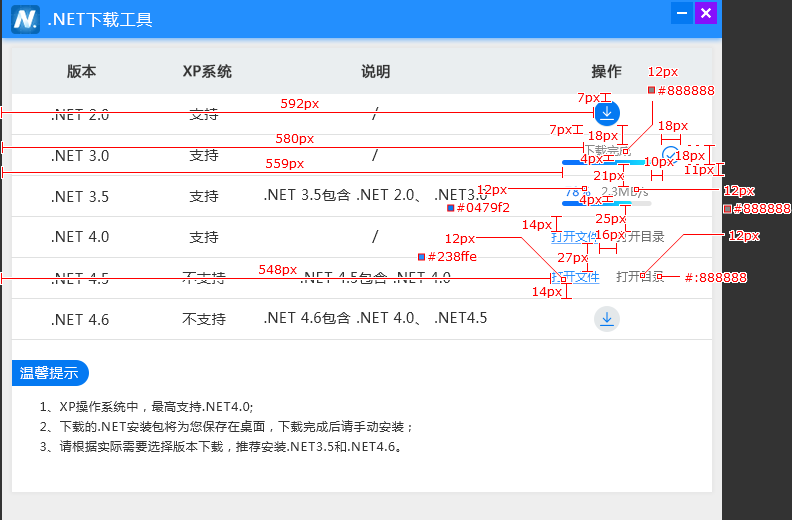 N. .NET下载工具
版本 XP系统 说明 操作
12px
7px #888888
592px
.NET 2.0 支持 /
7px 18px 18px
580px
.NET 3.0 支持 / 下载完成 18px
4px 10px 11px
559px 21px
12px 78% 2.3MB/s 12px
.NET 3.5 支持 .NET 3.5包含 .NET 2.0、 .NET3.0
4px
#0479f2 #888888
14px 25px
.NET 4.0 支持 / 打开文件 打开目录
12px 16px 12px
#238ffe 27px
548px
.NET 4.5 不支持 .NET 4.5包含 .NET 4.0 打开文件 打开目录 #:888888
14px
.NET 4.6 不支持 .NET 4.6包含 .NET 4.0、 .NET4.5
温馨提示
1、XP操作系统中，最高支持.NET4.0;
2、下载的.NET安装包将为您保存在桌面，下载完成后请手动安装；
3、请根据实际需要选择版本下载，推荐安装.NET3.5和.NET4.6。